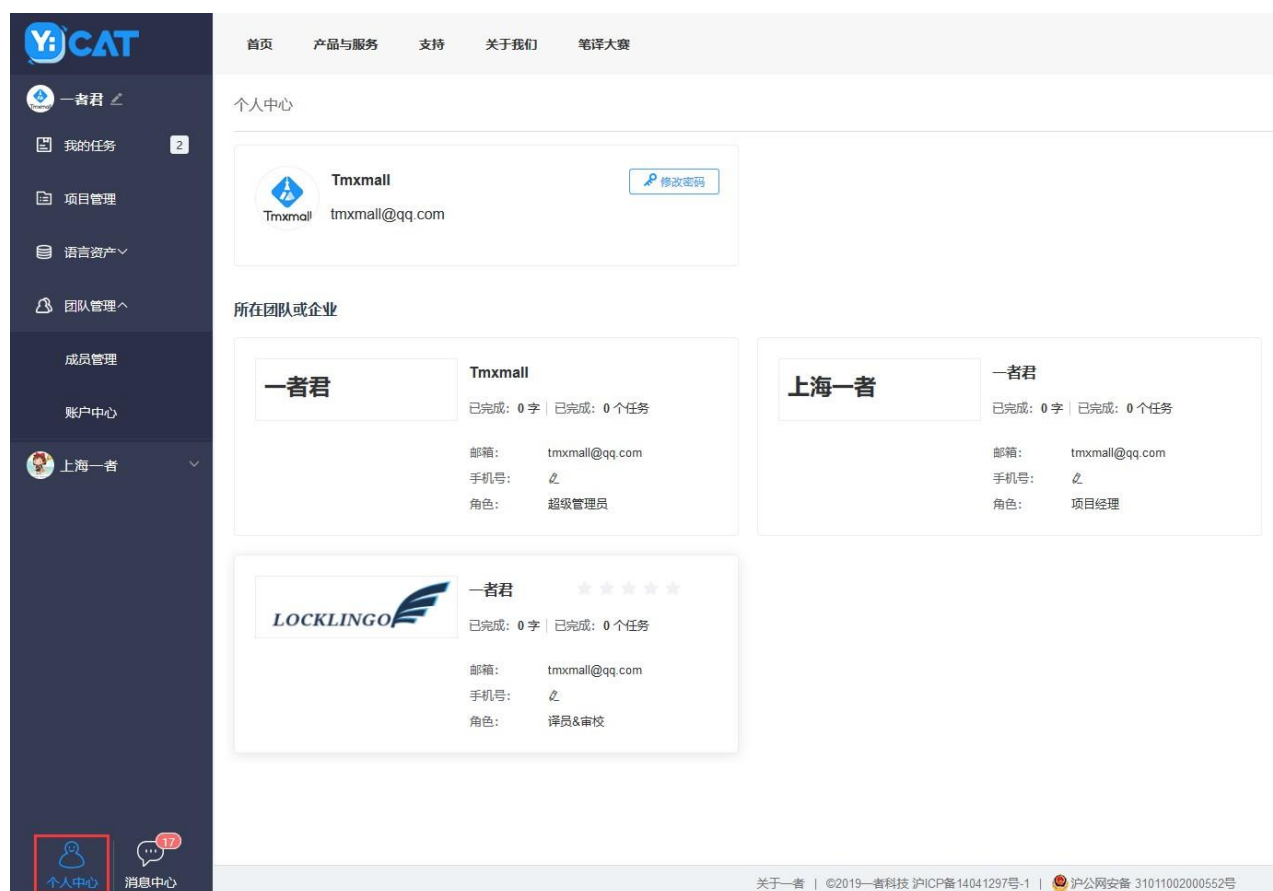 YiCAT
首页 产品与服务 支持 关于我们 笔译大赛
一者君
我的任务 2
项目管理
语言资产
团队管理
成员管理
账户中心
上海一者
个人中心
17
消息中心
个人中心
Tmxmall
Tmxmall
修改密码
tmxmall@qq.com
所在团队或企业
一者君
Tmxmall
已完成: 0 字 | 已完成: 0 个任务
邮箱: tmxmall@qq.com
手机号:
角色: 超级管理员
上海一者
一者君
已完成: 0 字 | 已完成: 0 个任务
邮箱: tmxmall@qq.com
手机号:
角色: 项目经理
LOCKLINGO
一者君
已完成: 0 字 | 已完成: 0 个任务
邮箱: tmxmall@qq.com
手机号:
角色: 译员&审校
关于一者 | ©2019一者科技 沪ICP备14041297号-1 | 沪公网安备 31011002000552号